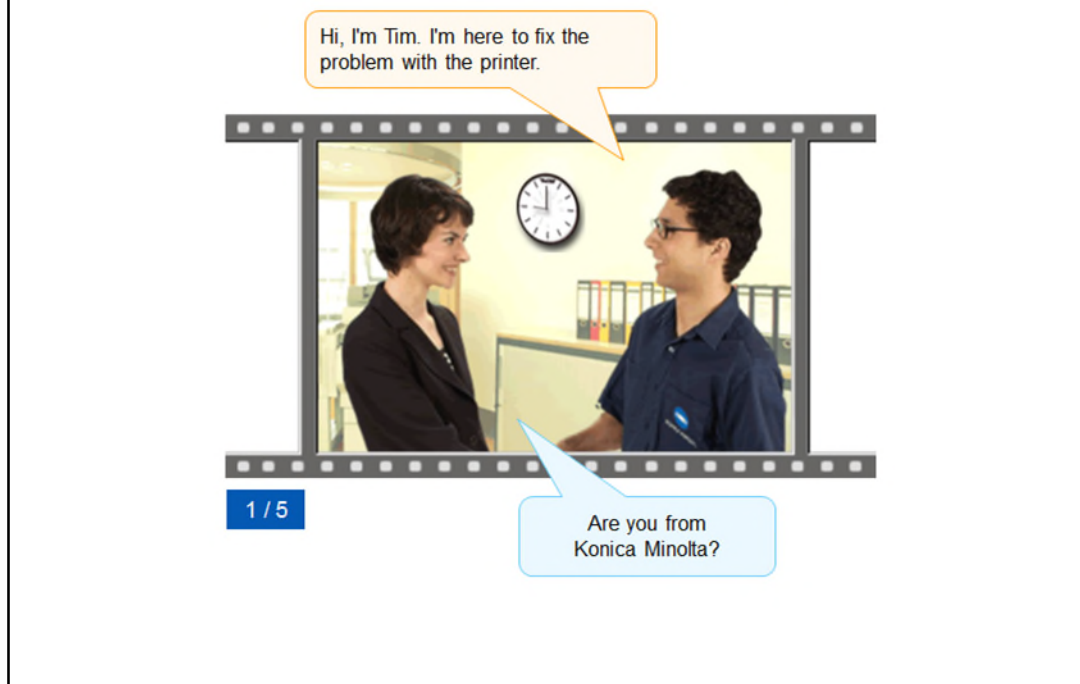 Hi, I'm Tim. I'm here to fix the
problem with the printer.
1 / 5
Are you from
Konica Minolta?